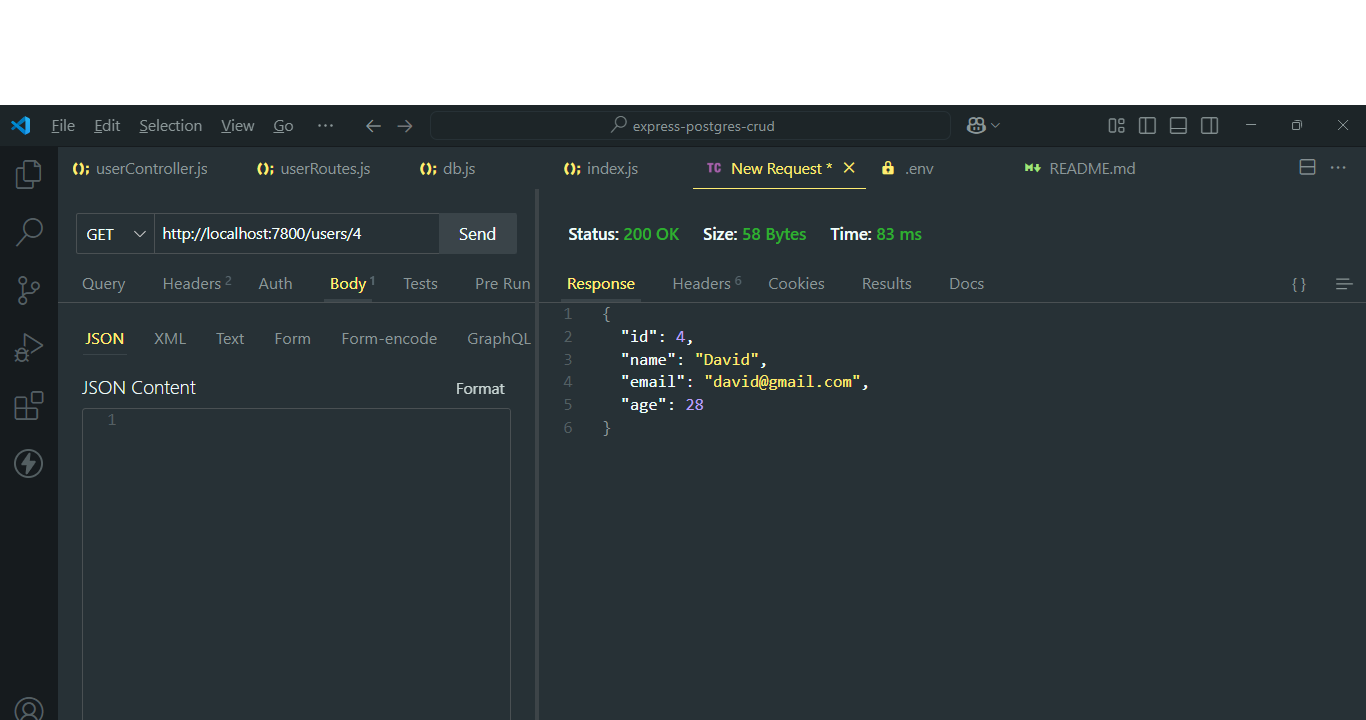 File Edit Selection View Go ··· ← → express-postgres-crud
userController.js userRoutes.js db.js index.js TC New Request * .env README.md ···
GET http://localhost:7800/users/4 Send
Status: 200 OK Size: 58 Bytes Time: 83 ms
Query Headers 2 Auth Body 1 Tests Pre Run
Response Headers 6 Cookies Results Docs {}
JSON XML Text Form Form-encode GraphQL
JSON Content Format
1
1 {
2 "id": 4,
3 "name": "David",
4 "email": "david@gmail.com",
5 "age": 28
6 }